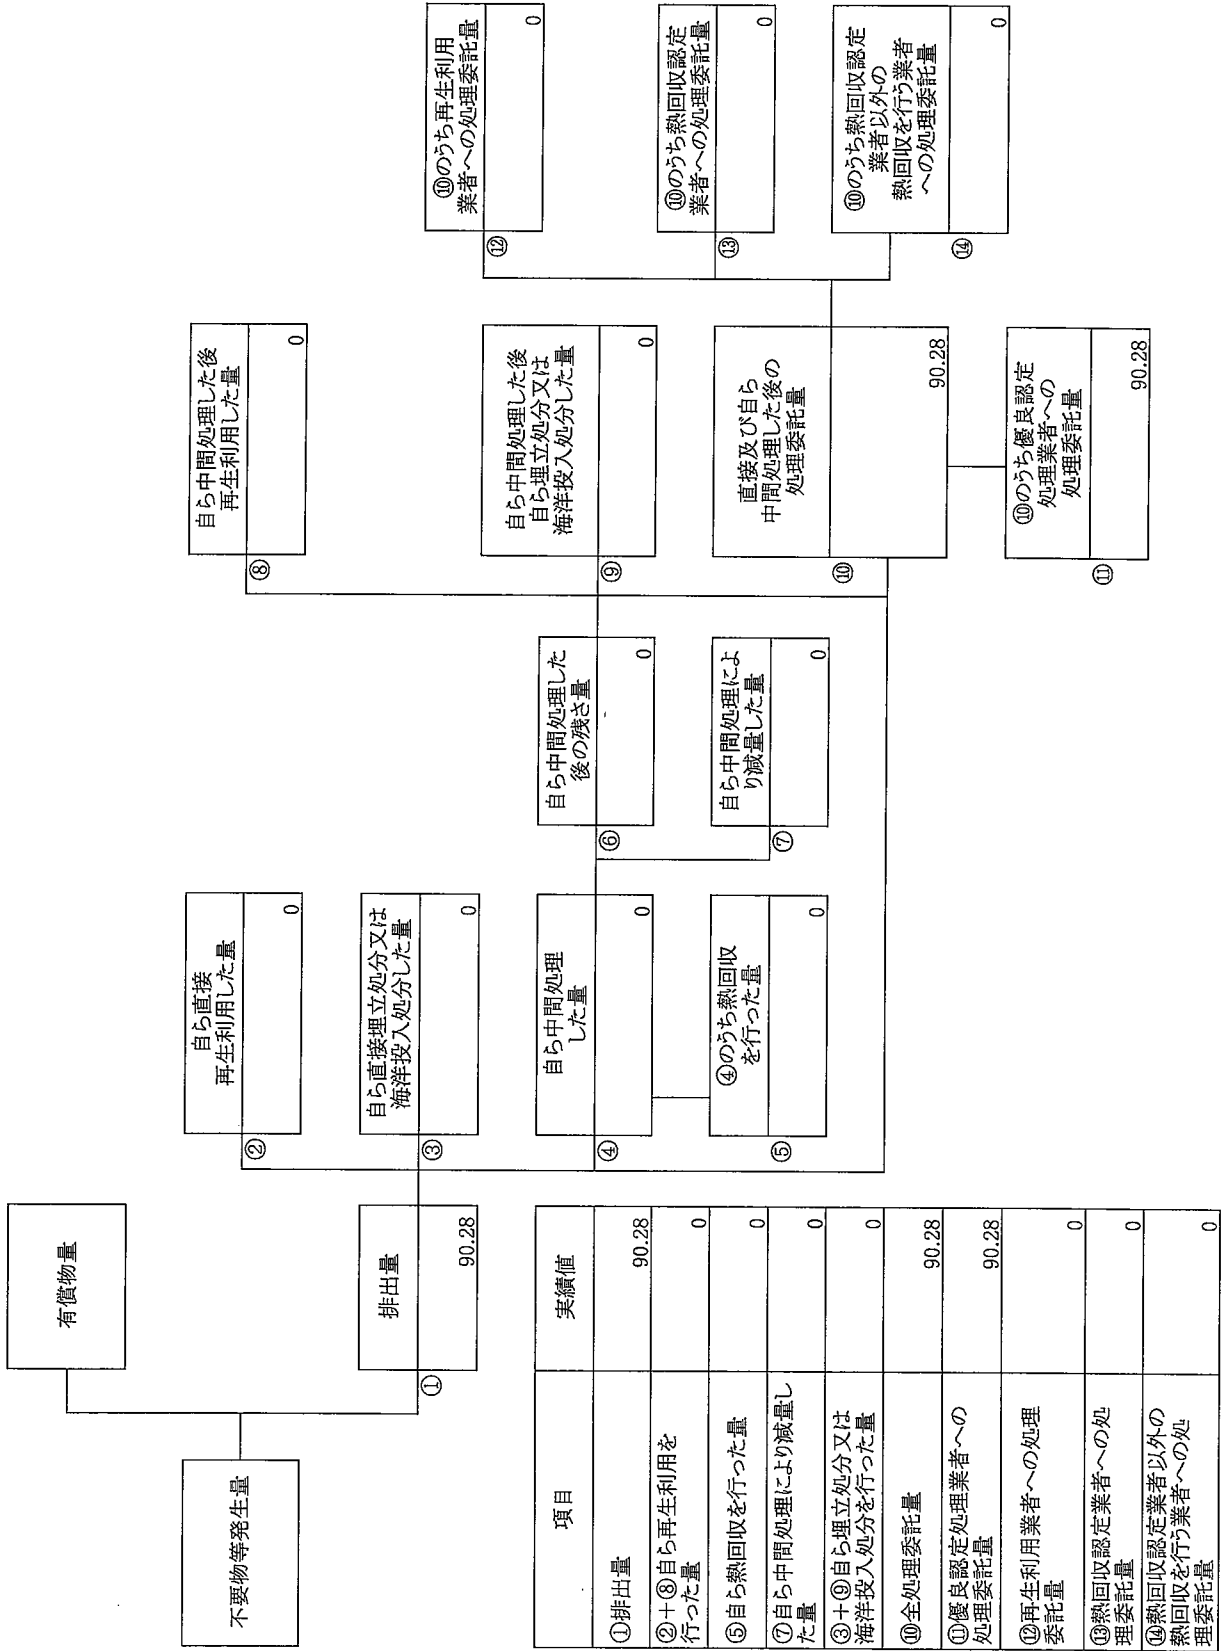 不要物等発生量
有償物量
排出量
①
90.28
自ら直接
再生利用した量
②
0
自ら直接埋立処分又は
海洋投入処分した量
③
0
自ら中間処理
した量
④
0
④のうち熱回収
を行った量
⑤
0
自ら中間処理した
後の残さ量
⑥
0
自ら中間処理によ
り減量した量
⑦
0
自ら中間処理した後
再生利用した量
⑧
0
自ら中間処理した後
自ら埋立処分又は
海洋投入処分した量
⑨
0
直接及び自ら
中間処理した後の
処理委託量
⑩
90.28
⑩のうち優良認定
処理業者への
処理委託量
⑪
90.28
⑩のうち再生利用
業者への処理委託量
⑫
0
⑩のうち熱回収認定
業者への処理委託量
⑬
0
⑩のうち熱回収認定
業者以外の
熱回収を行う業者
への処理委託量
⑭
0
項目
実績値
①排出量
90.28
②+⑧自ら再生利用を
行った量
0
⑤自ら熱回収を行った量
0
⑦自ら中間処理により減量し
た量
0
③+⑨自ら埋立処分又は
海洋投入処分を行った量
0
⑩全処理委託量
90.28
⑪優良認定処理業者への
処理委託量
90.28
⑫再生利用業者への処理
委託量
0
⑬熱回収認定業者への処
理委託量
0
⑭熱回収認定業者以外の
熱回収を行う業者への処
理委託量
0